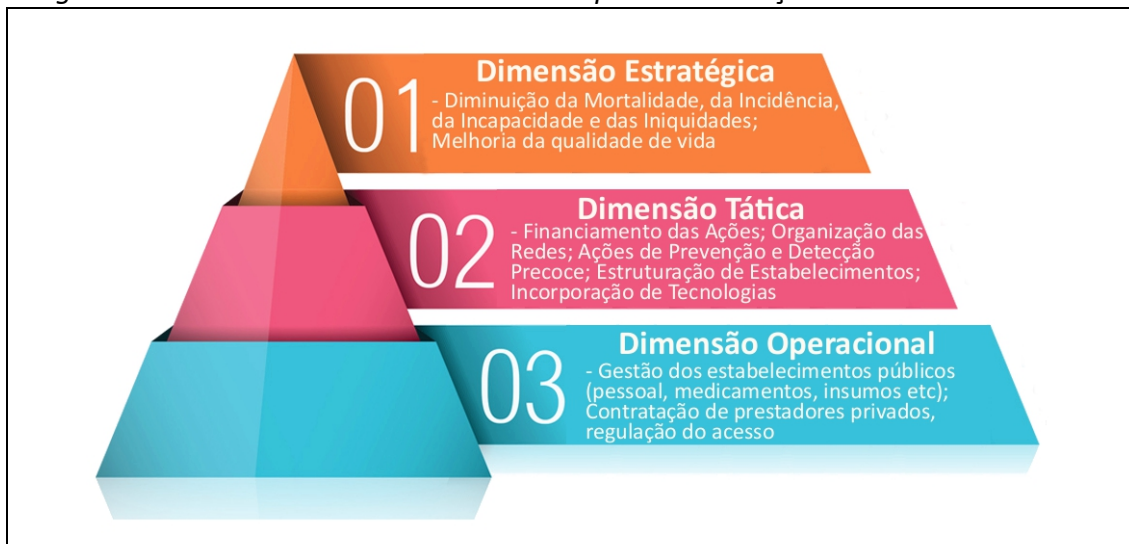 01
Dimensão Estratégica
- Diminuição da Mortalidade, da Incidência,
da Incapacidade e das Iniquidades;
Melhoria da qualidade de vida
02
Dimensão Tática
- Financiamento das Ações; Organização das
Redes; Ações de Prevenção e Detecção
Precoce; Estruturação de Estabelecimentos;
Incorporação de Tecnologias
03
Dimensão Operacional
- Gestão dos estabelecimentos públicos
(pessoal, medicamentos, insumos etc);
Contratação de prestadores privados,
regulação do acesso